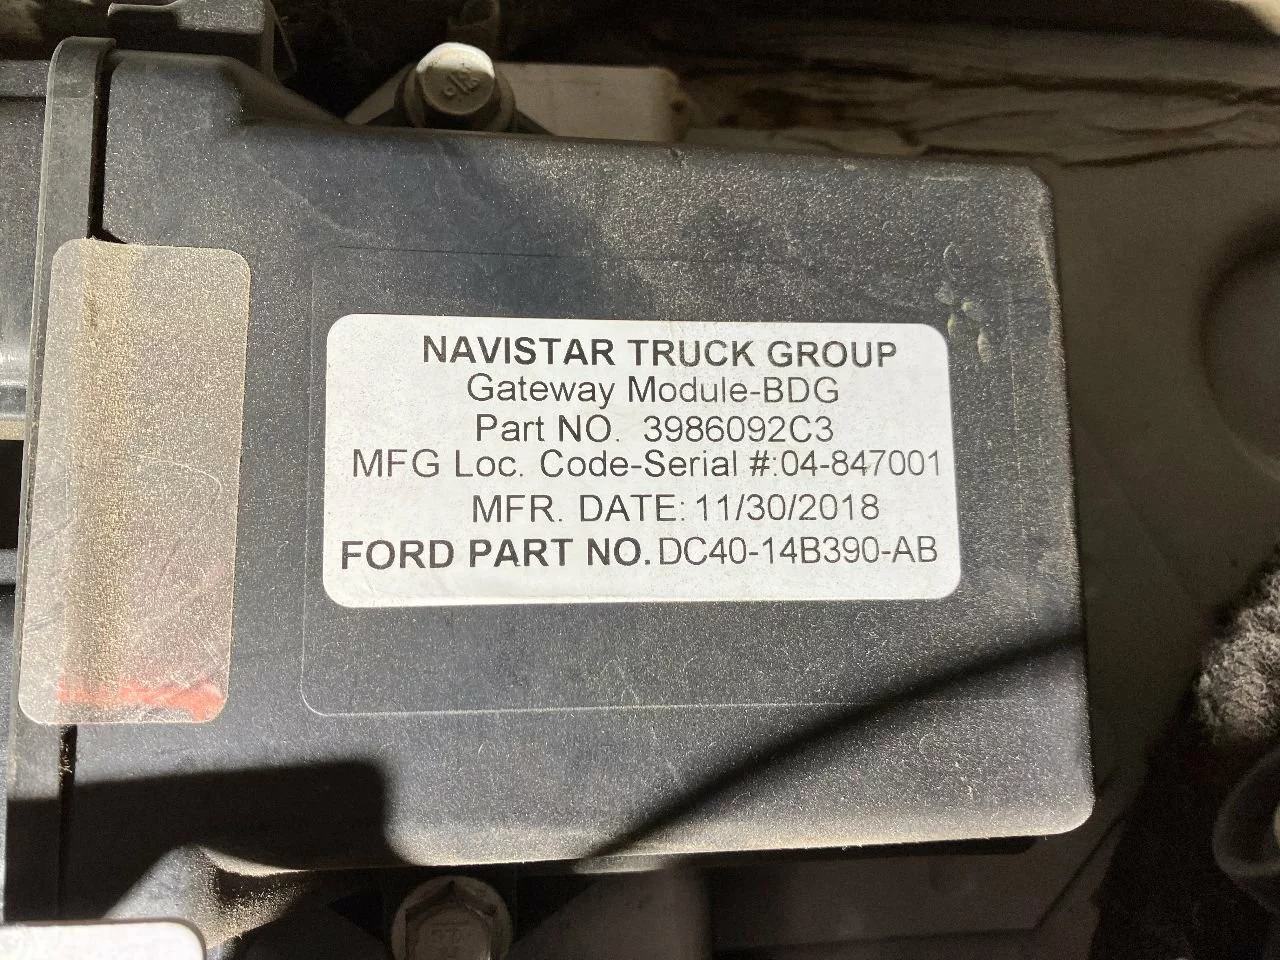 NAVISTAR TRUCK GROUP
Gateway Module-BDG
Part NO. 3986092C3
MFG Loc. Code-Serial #:04-847001
MFR. DATE: 11/30/2018
FORD PART NO. DC40-14B390-AB